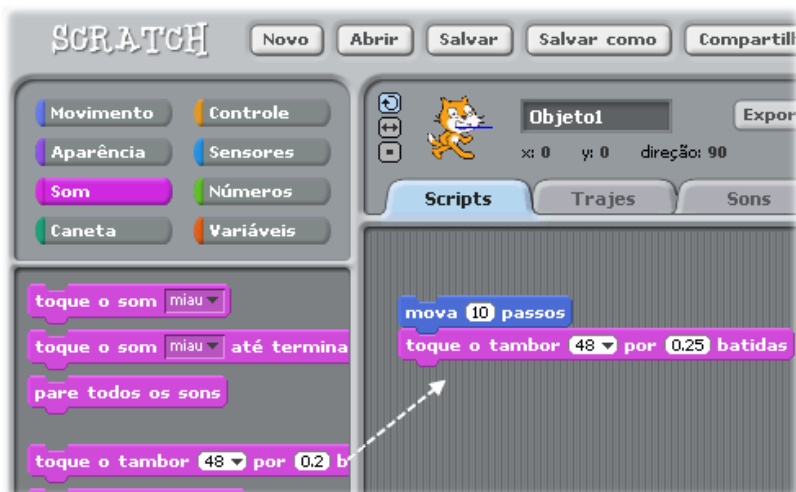 SCRATCH Novo Abrir Salvar Salvar como Compartill
Movimento Controle
Aparência Sensores
Som Números
Caneta Variáveis
Objeto1 Expor
x: 0 y: 0 direção: 90
Scripts Trajes Sons
toque o som miau
toque o som miau até termina
pare todos os sons
toque o tambor 48 por 0.2 b
mova 10 passos
toque o tambor 48 por 0.25 batidas